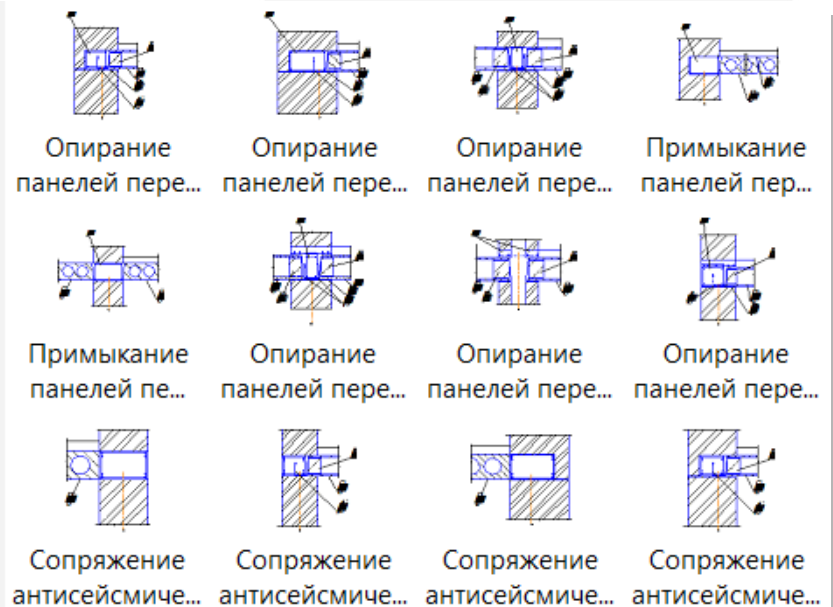 Опирание Опирание Опирание Примыкание
панелей пере... панелей пере... панелей пере... панелей пер...
Примыкание Опирание Опирание Опирание
панелей пе... панелей пере... панелей пере... панелей пере...
Сопряжение Сопряжение Сопряжение Сопряжение
антисейсмиче... антисейсмиче... антисейсмиче... антисейсмиче...